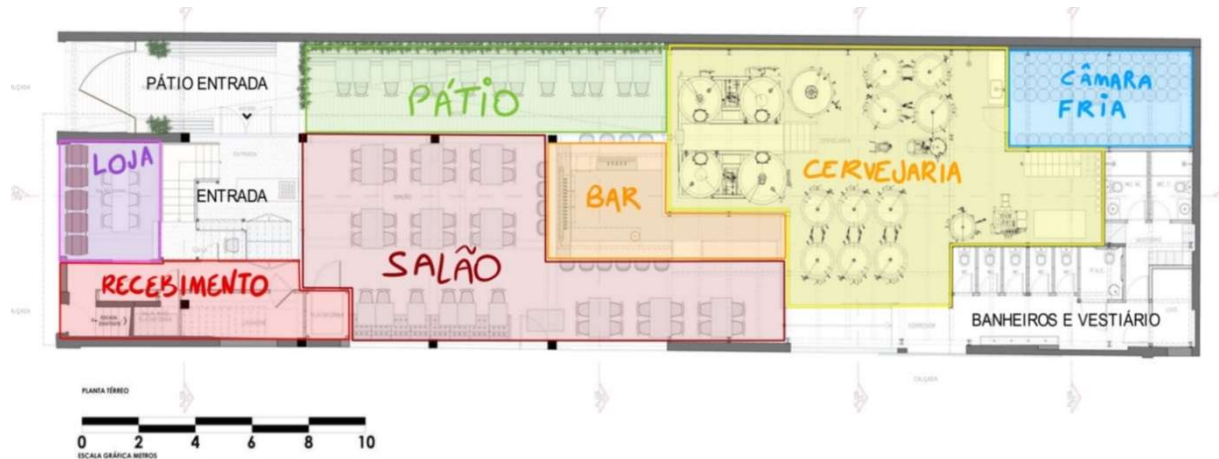 PÁTIO ENTRADA
PÁTIO
CÂMARA
FRIA
LOJA
ENTRADA
BAR
CERVEJARIA
SALÃO
RECEBIMENTO
BANHEIROS E VESTIÁRIO
CALÇADA
PLANTA TÉRREO
0 2 4 6 8 10
ESCALA GRÁFICA METROS